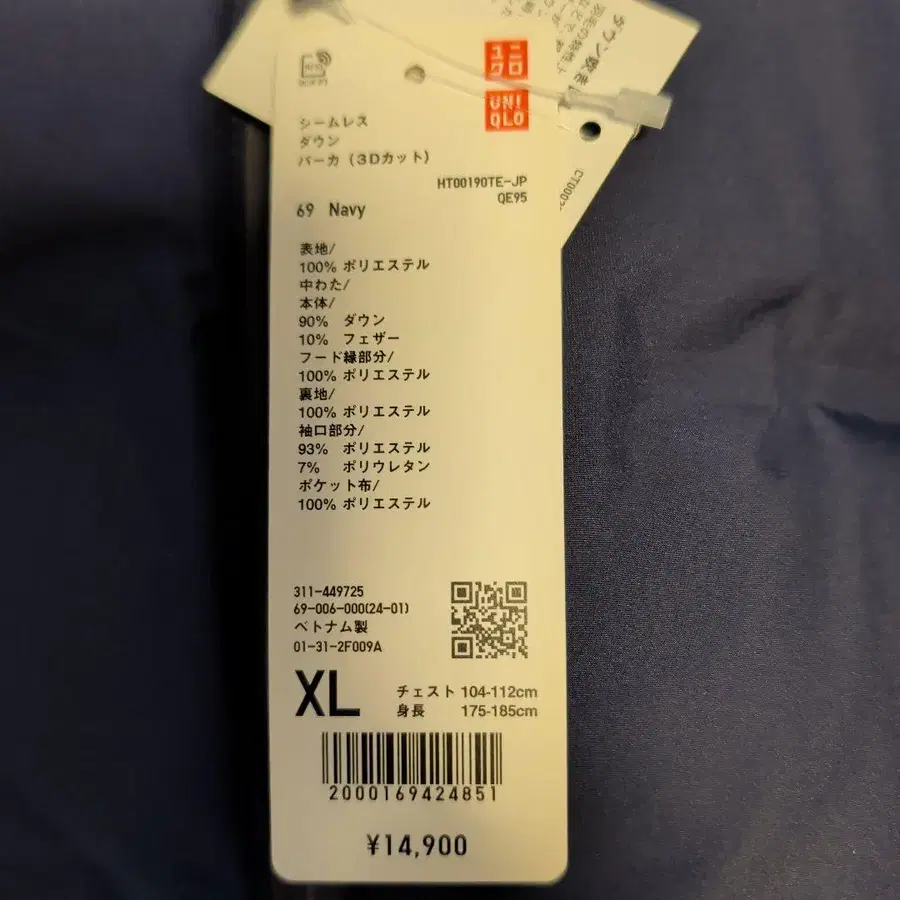 ユニ
クロ
UNI
QLO
シームレス
ダウン
パーカ（3Dカット）
HT00190TE-JP
QE95
69 Navy
表地/
100% ポリエステル
中わた/
本体/
90% ダウン
10% フェザー
フード縁部分/
100% ポリエステル
裏地/
100% ポリエステル
袖口部分/
93% ポリエステル
7% ポリウレタン
ポケット布/
100% ポリエステル
311-449725
69-006-000(24-01)
ベトナム製
01-31-2F009A
XL
チェスト 104-112cm
身長 175-185cm
2000169424851
¥14,900